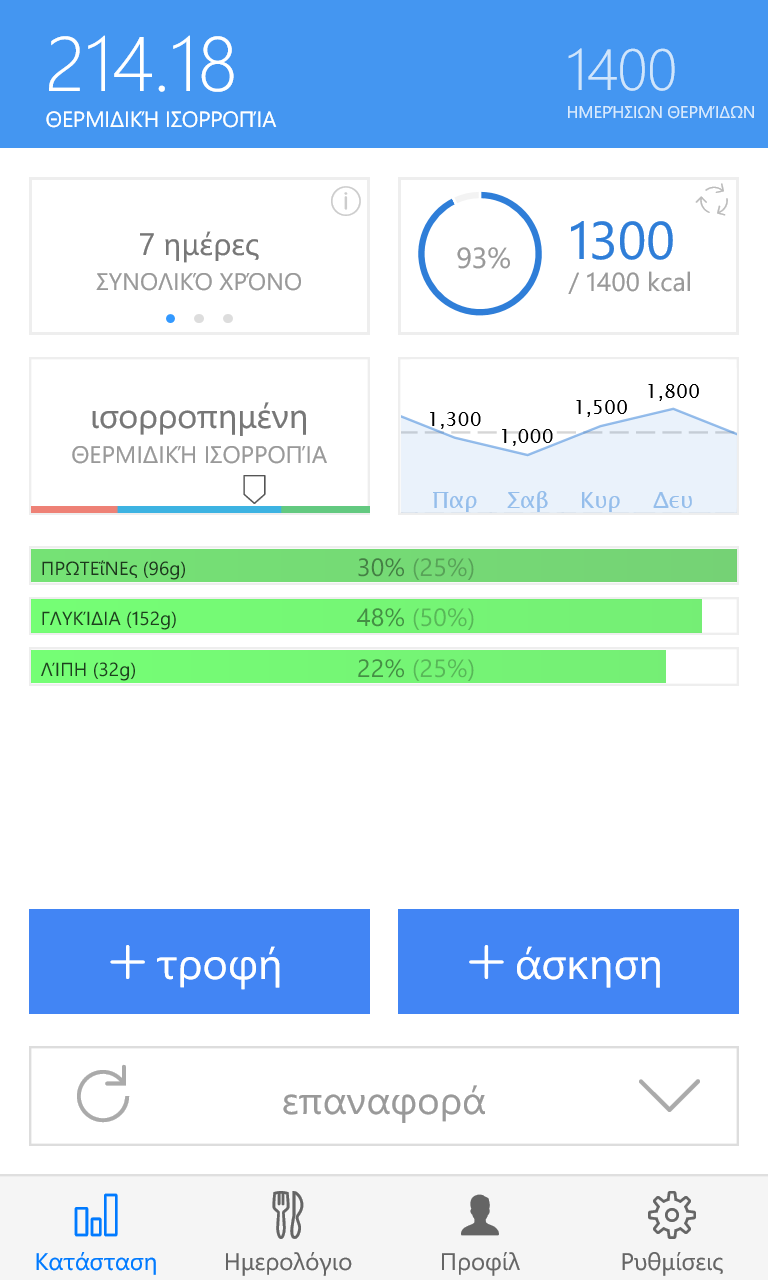 214.18
ΘΕΡΜΙΔΙΚΉ ΙΣΟΡΡΟΠΊΑ
1400
ΗΜΕΡΉΣΙΩΝ ΘΕΡΜΊΔΩΝ
7 ημέρες
ΣΥΝΟΛΙΚΌ ΧΡΌΝΟ
93%
1300
/ 1400 kcal
ισορροπημένη
ΘΕΡΜΙΔΙΚΉ ΙΣΟΡΡΟΠΊΑ
1,300
1,000
1,500
1,800
Παρ Σαβ Κυρ Δευ
ΠΡΩΤΕΐΝΕς (96g) 30% (25%)
ΓΛΥΚΊΔΙΑ (152g) 48% (50%)
ΛΊΠΗ (32g) 22% (25%)
+ τροφή
+ άσκηση
επαναφορά
Κατάσταση Ημερολόγιο Προφίλ Ρυθμίσεις